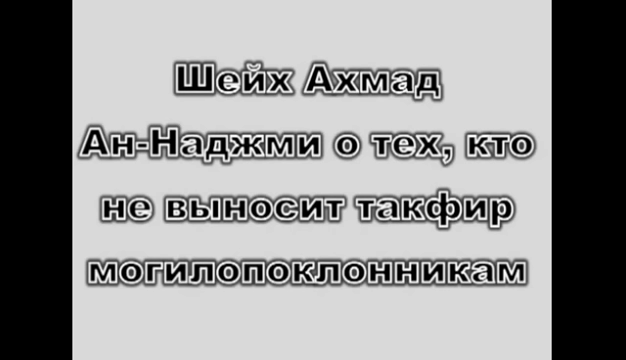 Шейх Ахмад
Ан-Наджми о тех, кто
не выносит такфир
могилопоклонникам